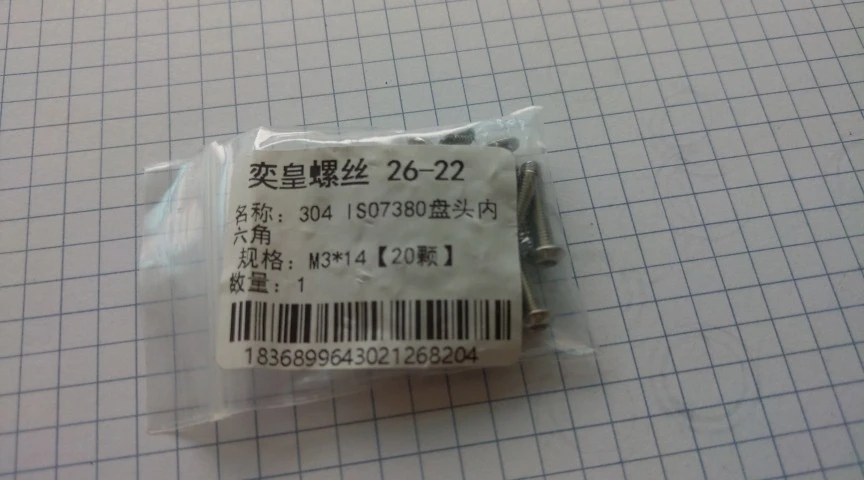 奕皇螺丝 26-22
名称：304 ISO7380盘头内
六角
规格：M3*14【20颗】
数量：1
1836899643021268204